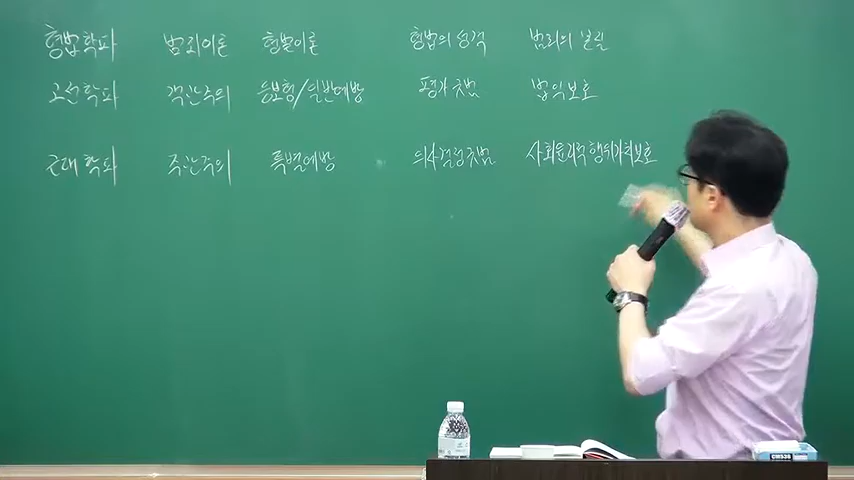 형법학파 범죄이론 형벌이론 형법의 성격 범죄의 본질
고전학파 객관주의 응보형/일반예방 평가규범 법익보호
근대학파 주관주의 특별예방 의사결정규범 사회윤리적 행위가치보호